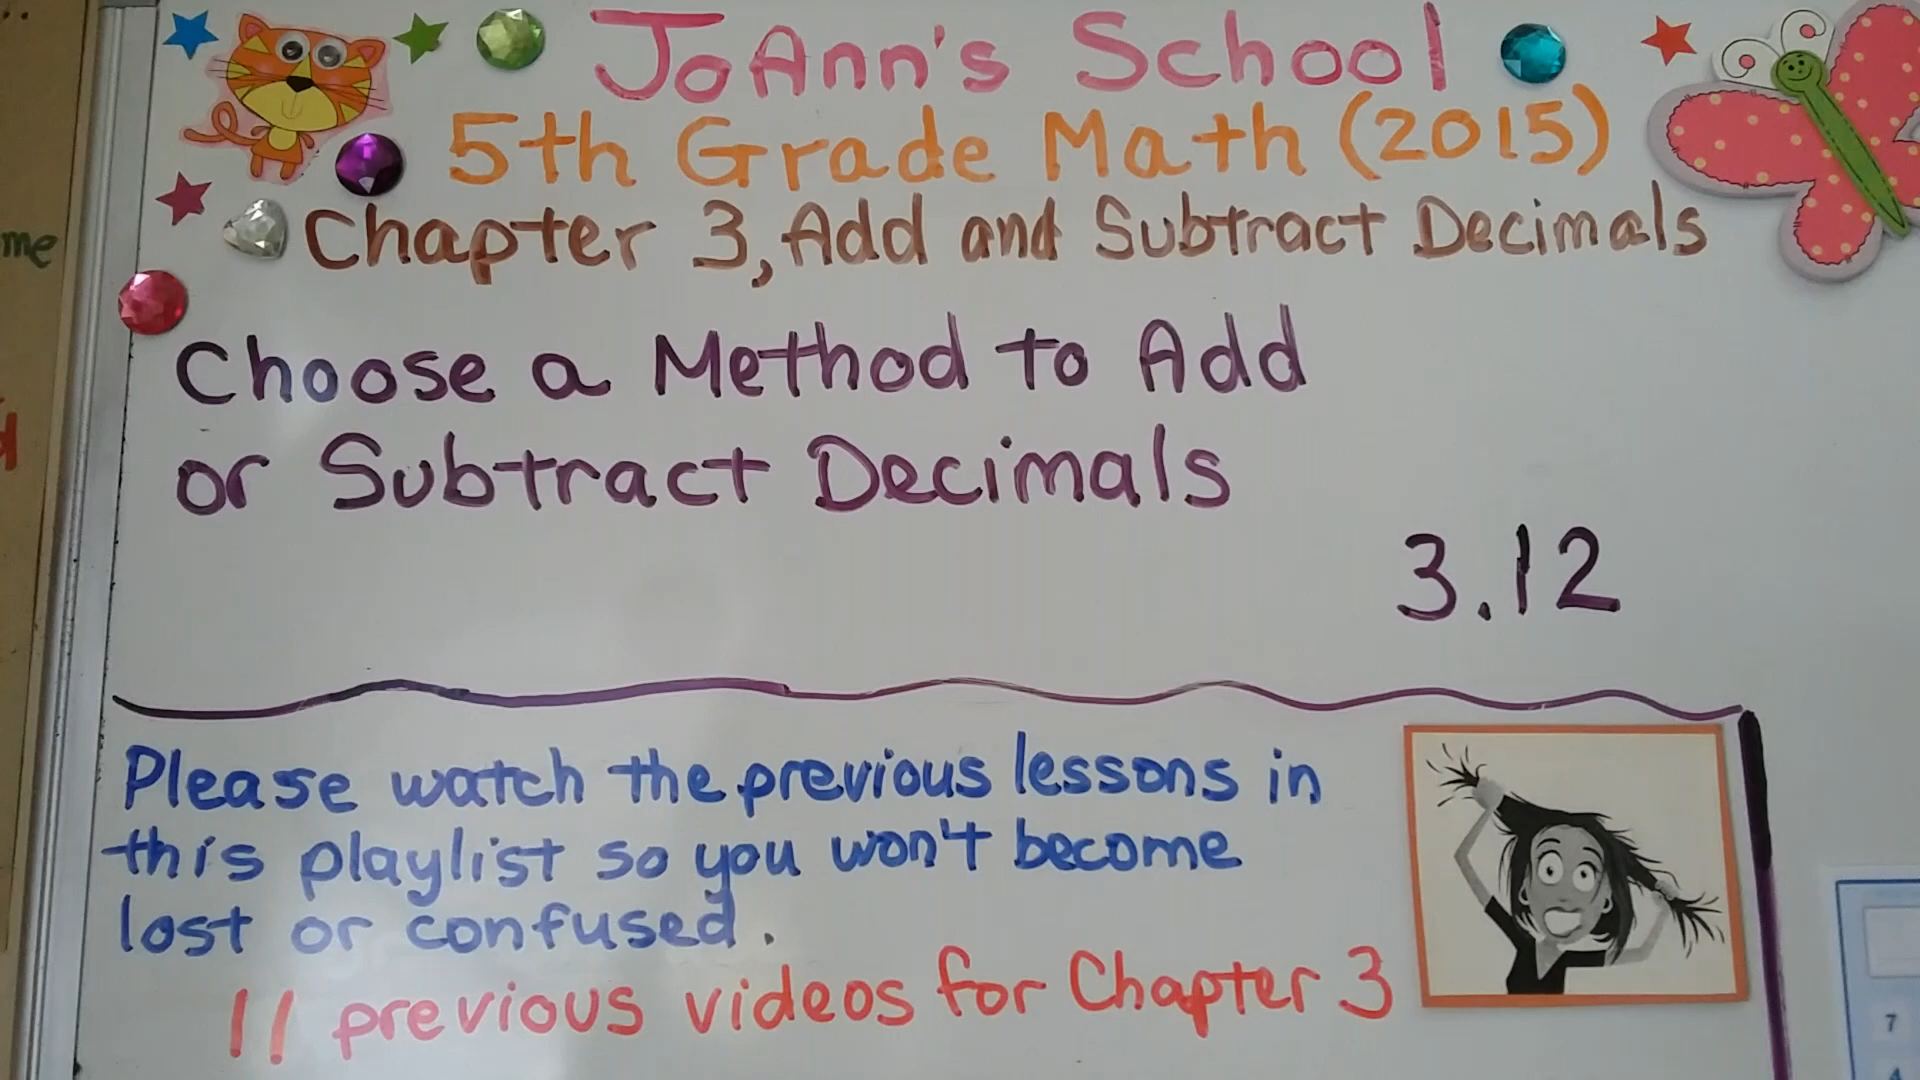 JoAnn's School
5th Grade Math (2015)
Chapter 3, Add and Subtract Decimals
me
Choose a Method to Add
or Subtract Decimals
3.12
Please watch the previous lessons in
this playlist so you won't become
lost or confused.
11 previous videos for Chapter 3
7